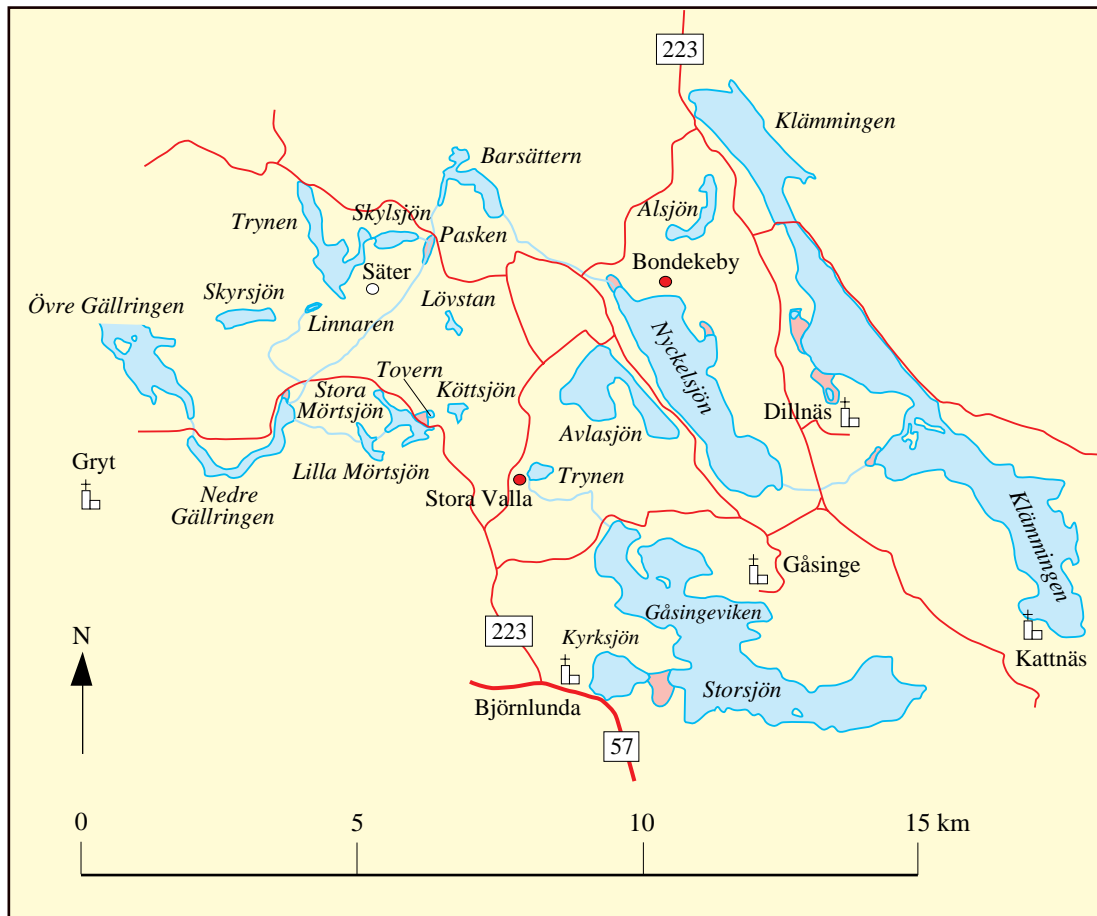 223
Klämmingen
Barsättern
Alsjön
Skylsjön
Trynen
Pasken
Bondekeby
Säter
Övre Gällringen
Skyrsjön
Lövstan
Linnaren
Nyckelsjön
Tovern
Köttsjön
Stora
Mörtsjön
Dillnäs
Avlasjön
Gryt
Lilla Mörtsjön
Trynen
Nedre
Gällringen
Stora Valla
Klämmingen
Gåsinge
Gåsingeviken
N
223
Kyrksjön
Kattnäs
Storsjön
Björnlunda
57
0
5
10
15 km